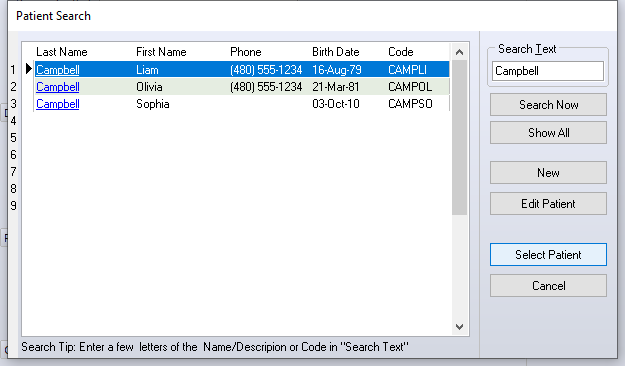 Patient Search
Last Name First Name Phone Birth Date Code
1 Campbell Liam (480) 555-1234 16-Aug-79 CAMPLI
2 Campbell Olivia (480) 555-1234 21-Mar-81 CAMPOL
3 Campbell Sophia 03-Oct-10 CAMPSO
4
5
6
7
8
9
Search Text
Campbell
Search Now
Show All
New
Edit Patient
Select Patient
Cancel
Search Tip: Enter a few letters of the Name/Descripion or Code in "Search Text"